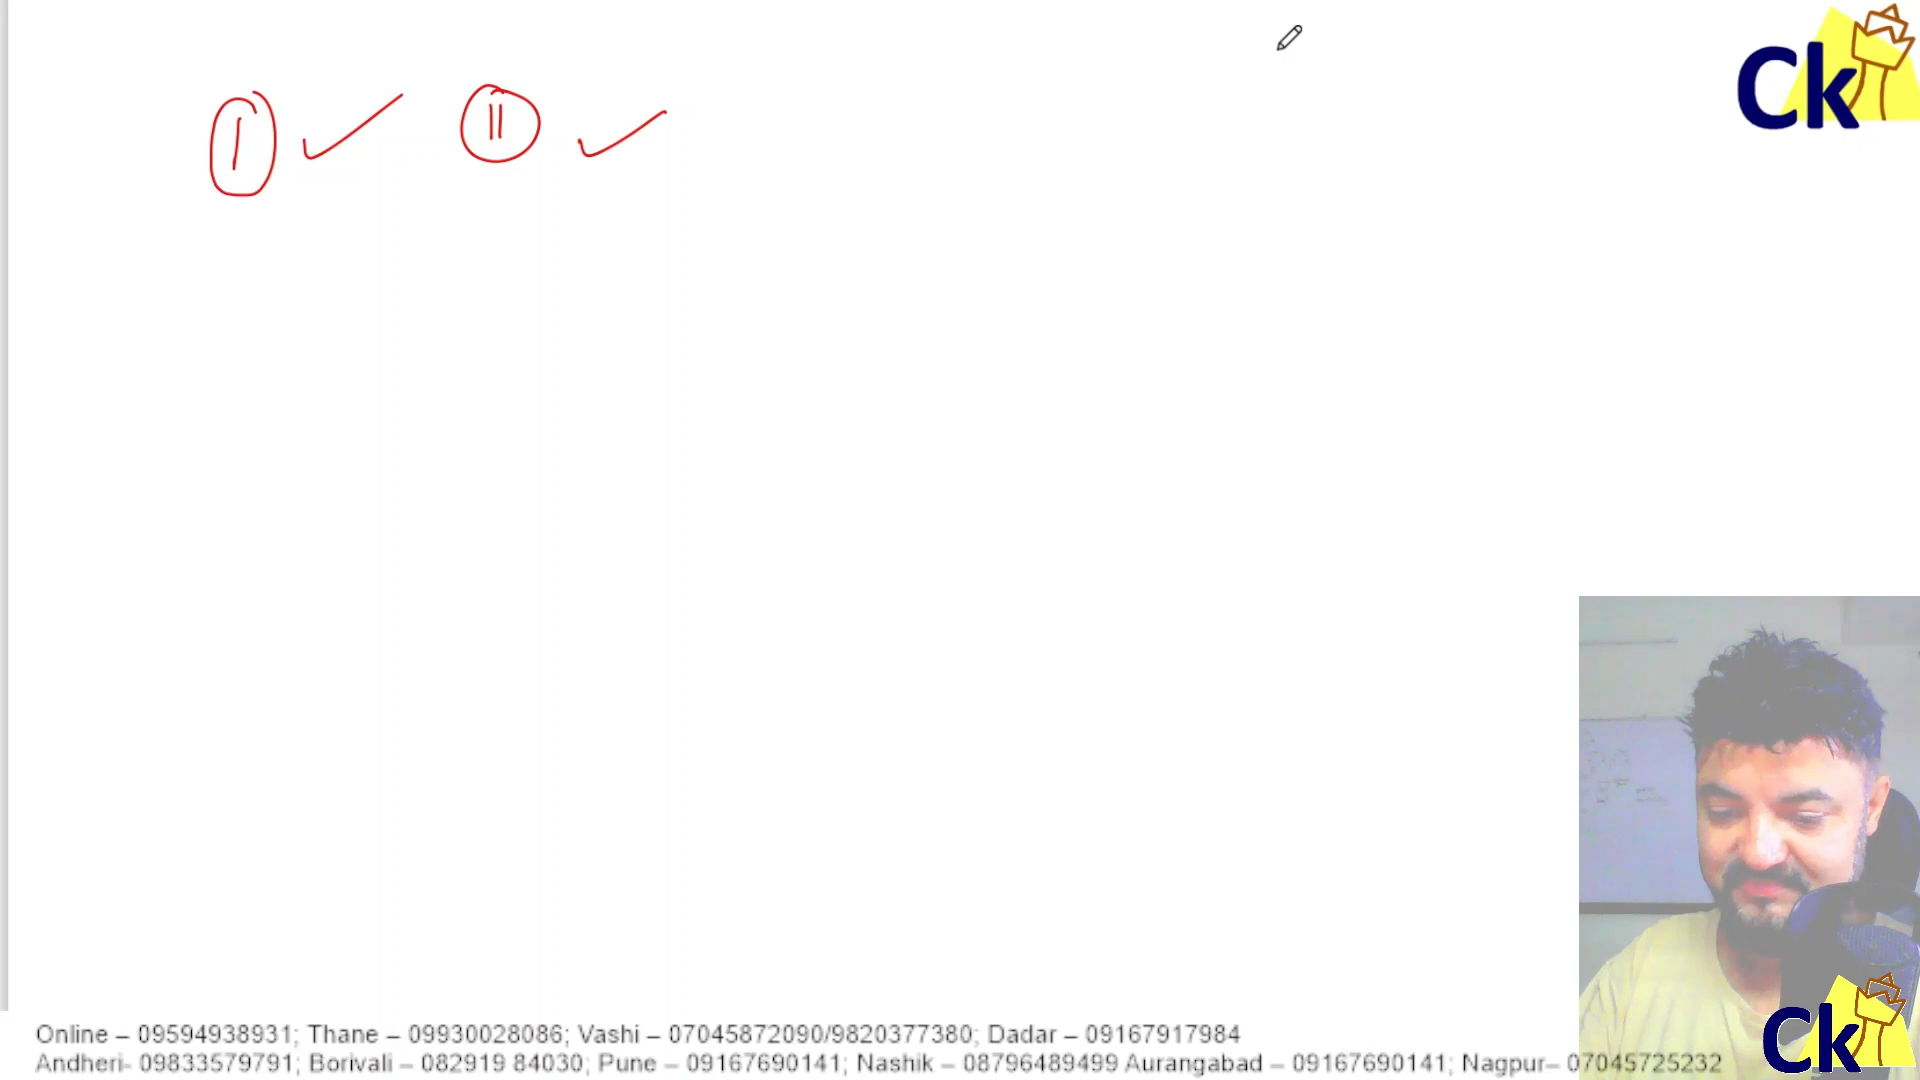 I II
Ck
Online – 09594938931; Thane – 09930028086; Vashi – 07045872090/9820377380; Dadar – 09167917984
Andheri- 09833579791; Borivali – 082919 84030; Pune – 09167690141; Nashik – 08796489499 Aurangabad – 09167690141; Nagpur– 07045725232
Ck